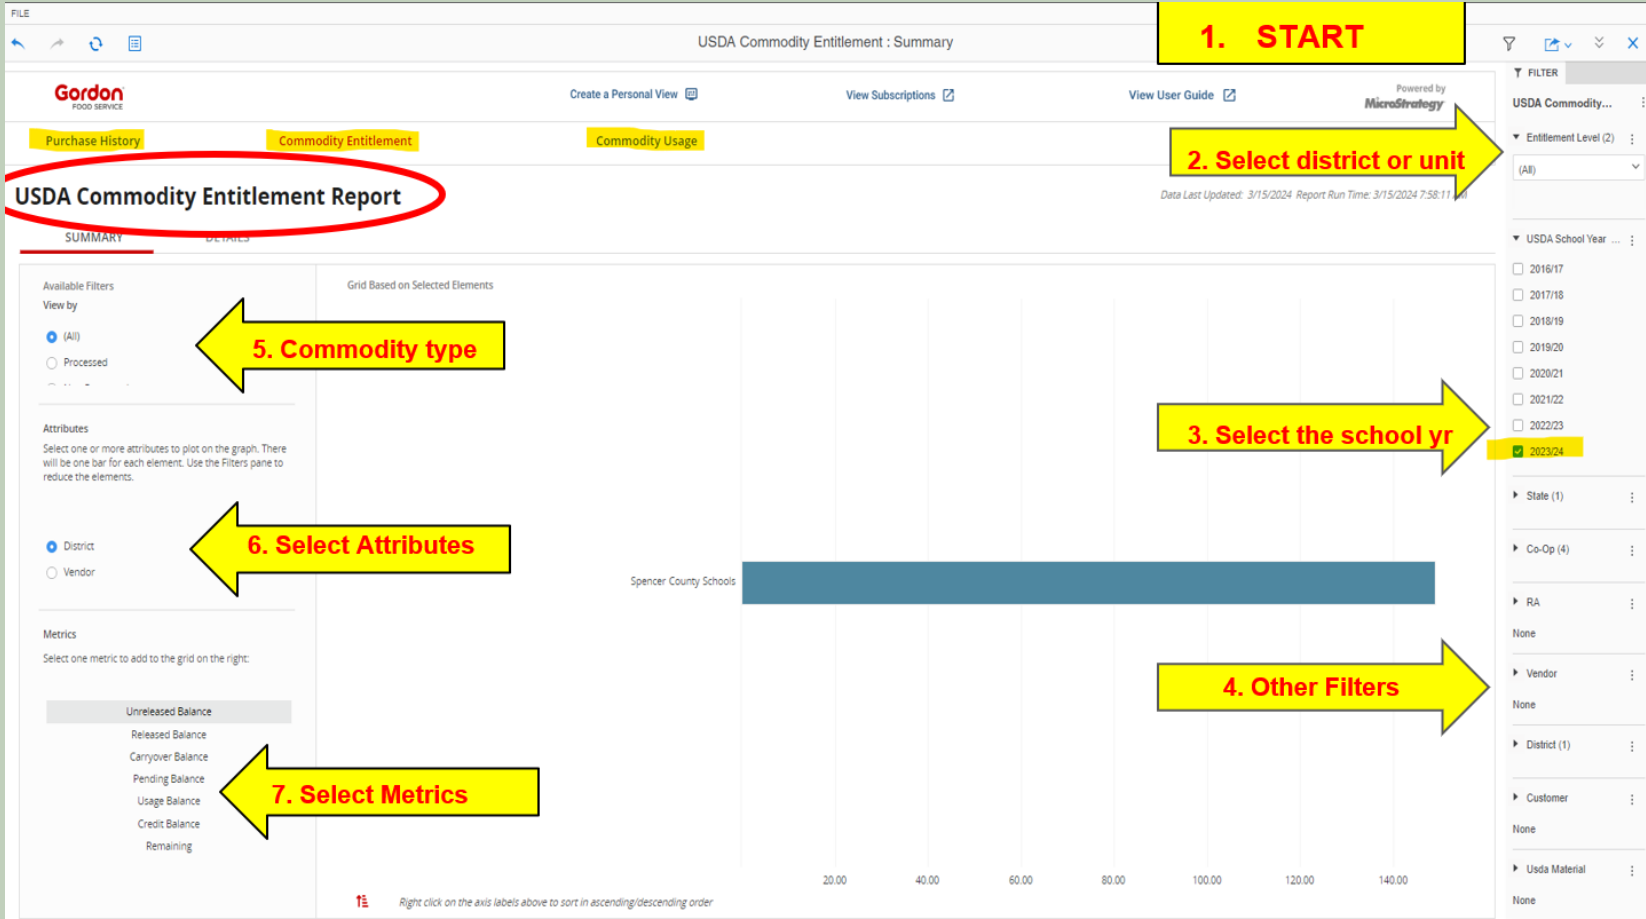 FILE
USDA Commodity Entitlement : Summary
1. START
FILTER
Gordon
FOOD SERVICE
Create a Personal View
View Subscriptions
View User Guide
Powered by
MicroStrategy
USDA Commodity...
Purchase History
Commodity Entitlement
Commodity Usage
2. Select district or unit
Entitlement Level (2)
(All)
USDA Commodity Entitlement Report
Data Last Updated: 3/15/2024 Report Run Time: 3/15/2024 7:58:11
SUMMARY
DETAILS
USDA School Year ...
2016/17
2017/18
2018/19
2019/20
2020/21
2021/22
2022/23
2023/24
3. Select the school yr
Available Filters
View by
(All)
Processed
5. Commodity type
Grid Based on Selected Elements
Attributes
Select one or more attributes to plot on the graph. There
will be one bar for each element. Use the Filters pane to
reduce the elements.
District
Vendor
6. Select Attributes
Spencer County Schools
State (1)
Co-Op (4)
RA
None
Vendor
None
4. Other Filters
District (1)
Customer
None
Usda Material
None
Metrics
Select one metric to add to the grid on the right:
Unreleased Balance
Released Balance
Carryover Balance
Pending Balance
Usage Balance
Credit Balance
Remaining
7. Select Metrics
20.00 40.00 60.00 80.00 100.00 120.00 140.00
Right click on the axis labels above to sort in ascending/descending order